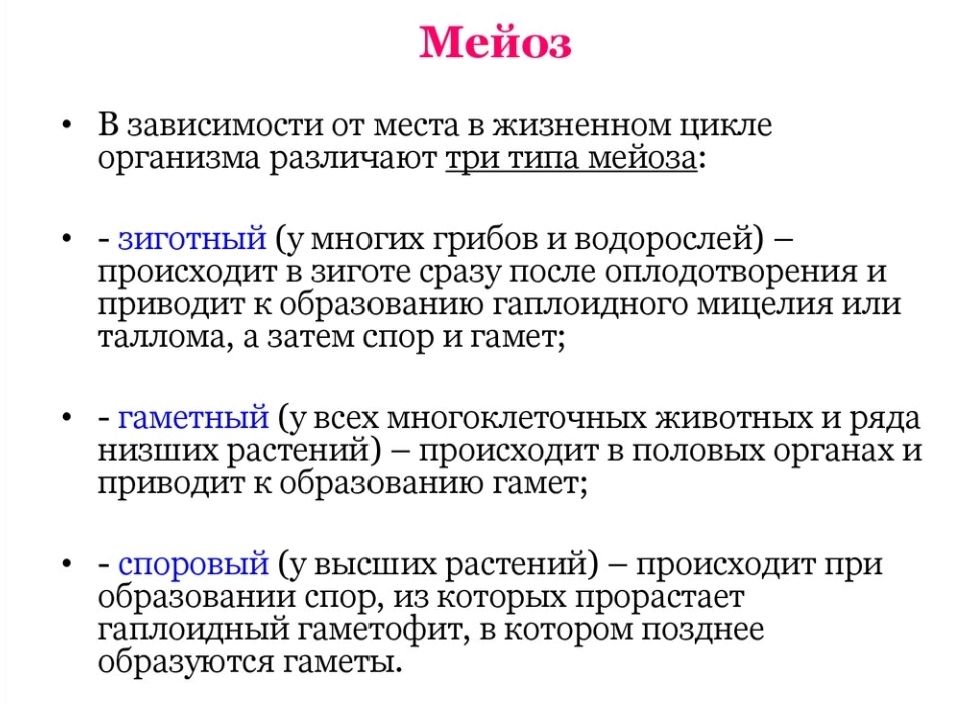 Мейоз
• В зависимости от места в жизненном цикле
организма различают три типа мейоза:
• - зиготный (у многих грибов и водорослей) –
происходит в зиготе сразу после оплодотворения и
приводит к образованию гаплоидного мицелия или
таллома, а затем спор и гамет;
• - гаметный (у всех многоклеточных животных и ряда
низших растений) – происходит в половых органах и
приводит к образованию гамет;
• - споровый (у высших растений) – происходит при
образовании спор, из которых прорастает
гаплоидный гаметофит, в котором позднее
образуются гаметы.